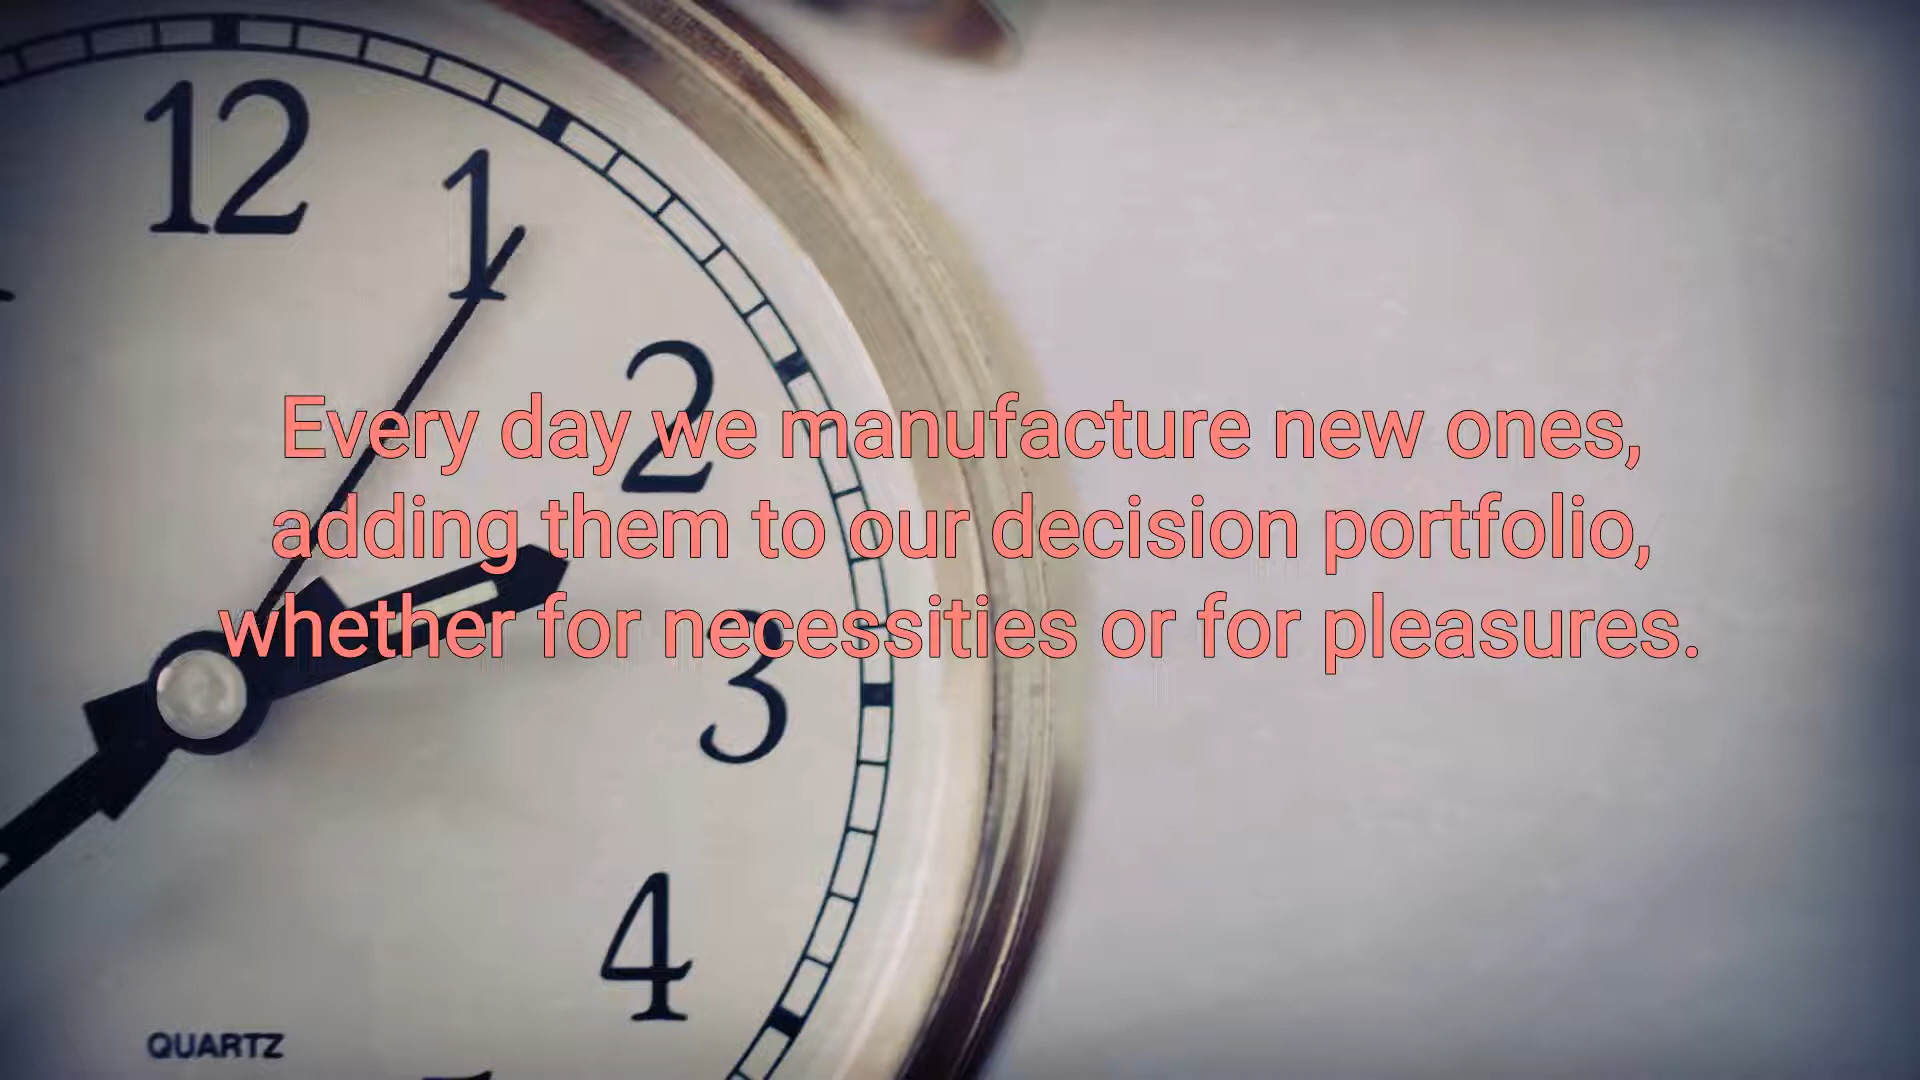 12
1
2
Every day we manufacture new ones,
adding them to our decision portfolio,
whether for necessities or for pleasures.
3
4
QUARTZ